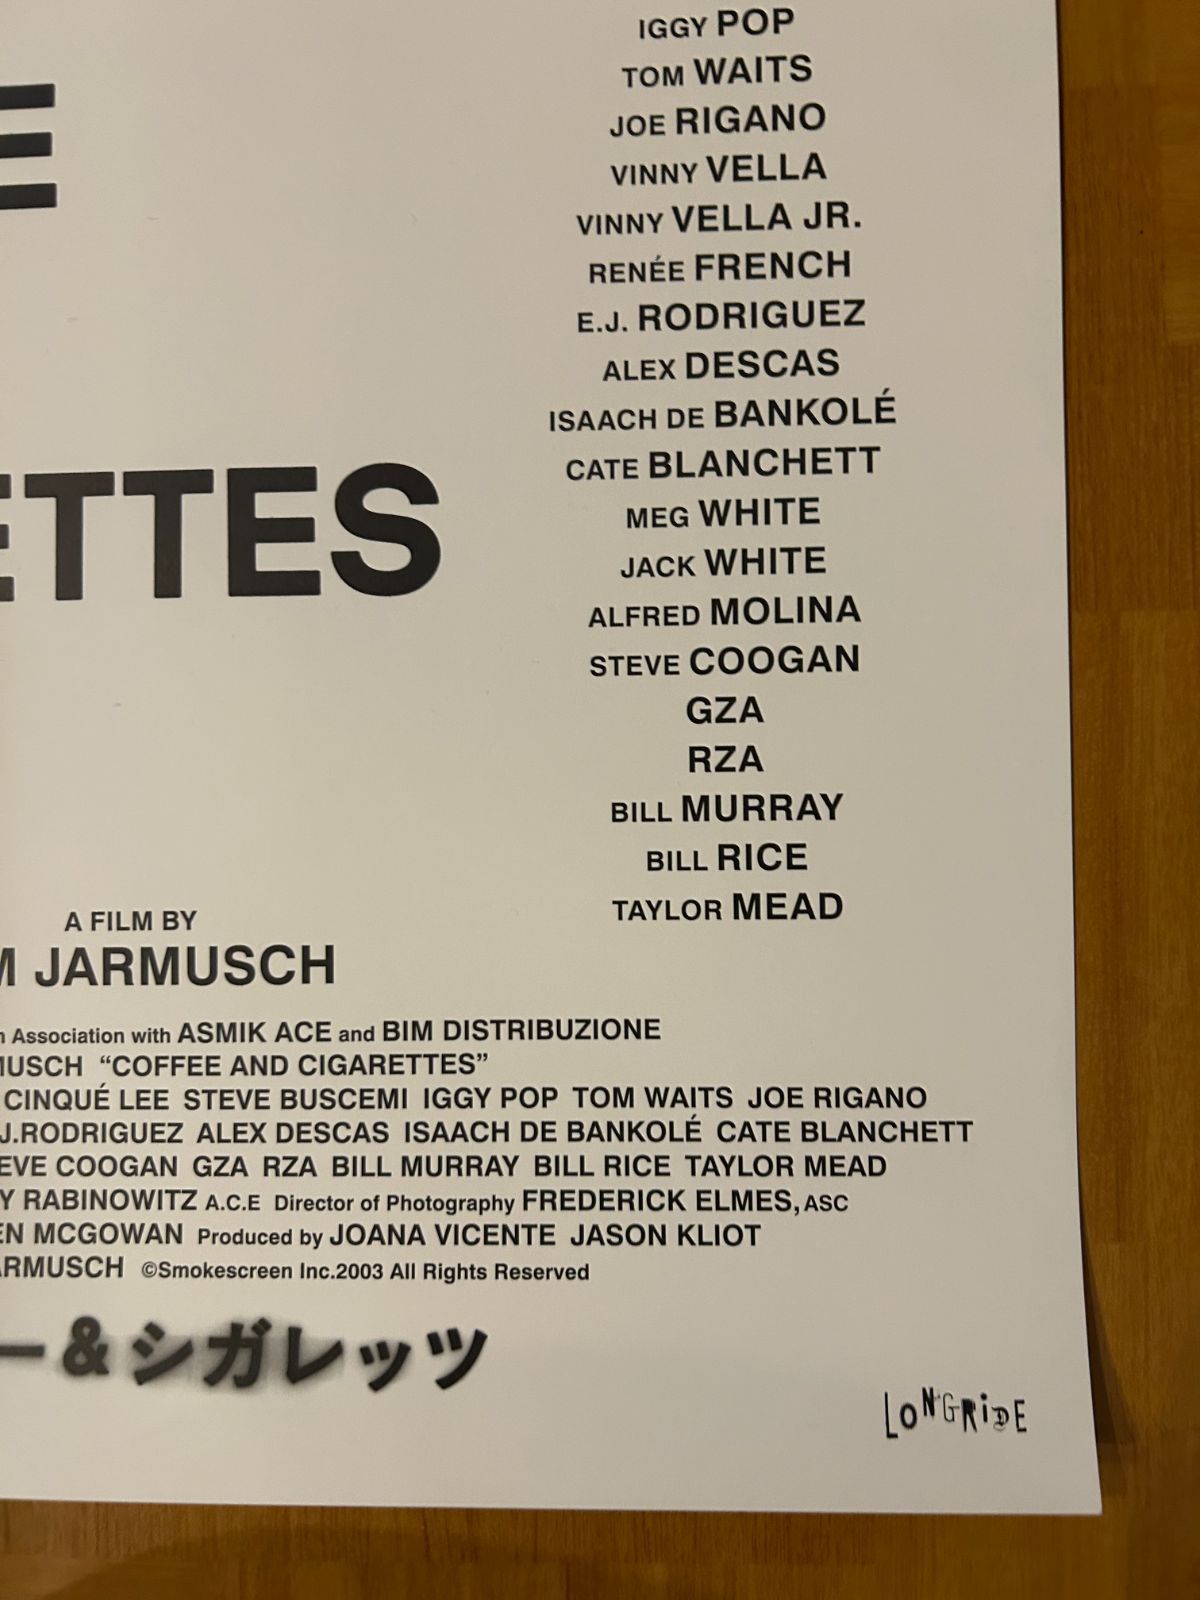 IGGY POP
TOM WAITS
JOE RIGANO
VINNY VELLA
VINNY VELLA JR.
RENÉE FRENCH
E.J. RODRIGUEZ
ALEX DESCAS
ISAACH DE BANKOLÉ
CATE BLANCHETT
MEG WHITE
JACK WHITE
ALFRED MOLINA
STEVE COOGAN
GZA
RZA
BILL MURRAY
BILL RICE
TAYLOR MEAD
E
ETTES
A FILM BY
M JARMUSCH
n Association with ASMIK ACE and BIM DISTRIBUZIONE
MUSCH “COFFEE AND CIGARETTES”
CINQUÉ LEE STEVE BUSCEMI IGGY POP TOM WAITS JOE RIGANO
J.RODRIGUEZ ALEX DESCAS ISAACH DE BANKOLÉ CATE BLANCHETT
EVE COOGAN GZA RZA BILL MURRAY BILL RICE TAYLOR MEAD
Y RABINOWITZ A.C.E Director of Photography FREDERICK ELMES, ASC
EN MCGOWAN Produced by JOANA VICENTE JASON KLIOT
ARMUSCH ©Smokescreen Inc.2003 All Rights Reserved
ー&シガレッツ
LONGRiDE